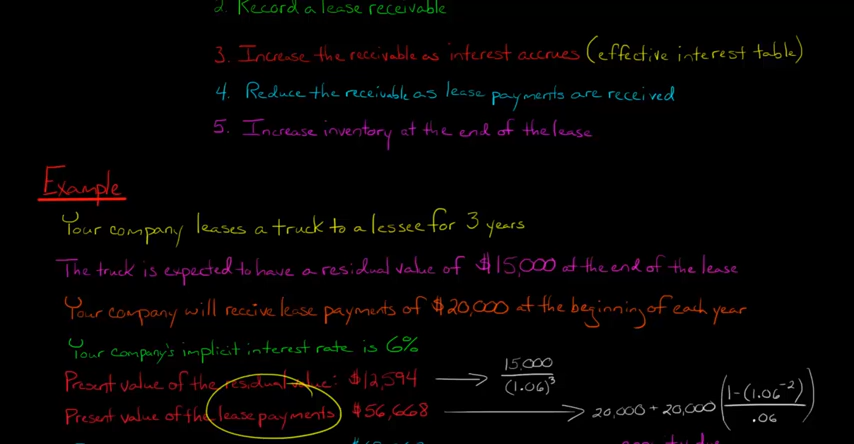 2. Record a lease receivable
3. Increase the receivable as interest accrues (effective interest table)
4. Reduce the receivable as lease payments are received
5. Increase inventory at the end of the lease
Example
Your company leases a truck to a lessee for 3 years
The truck is expected to have a residual value of $15,000 at the end of the lease
Your company will receive lease payments of $20,000 at the beginning of each year
Your company's implicit interest rate is 6%
Present value of the residual value: $12,594 → 15,000 / (1.06)³
Present value of the lease payments $56,668 → 20,000 + 20,000 (1-(1.06⁻²) / .06)